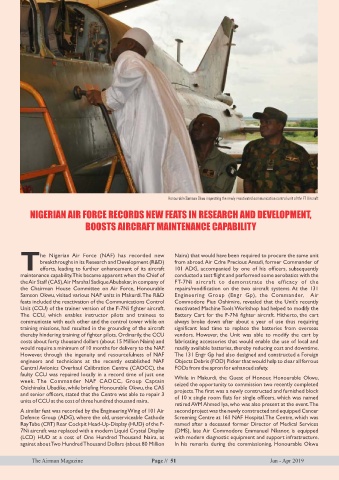 Honourable Samson Okwu inspecting the newly reactivated communication control unit of the F7 Aircraft
NIGERIAN AIR FORCE RECORDS NEW FEATS IN RESEARCH AND DEVELOPMENT,
BOOSTS AIRCRAFT MAINTENANCE CAPABILITY
The Nigerian Air Force (NAF) has recorded new
breakthroughs in its Research and Development (R&D)
efforts, leading to further enhancement of its aircraft
maintenance capability. This became apparent when the Chief of
the Air Staff (CAS), Air Marshal Sadique Abubakar, in company of
the Chairman House Committee on Air Force, Honourable
Samson Okwu, visited various NAF units in Makurdi. The R&D
feats included the reactivation of the Communications Control
Unit (CCU) of the trainer version of the F-7Ni fighter aircraft.
The CCU, which enables instructor pilots and trainees to
communicate with each other and the control tower while on
training missions, had resulted in the grounding of the aircraft
thereby hindering training of fighter pilots. Ordinarily, the CCU
costs about forty thousand dollars (about 15 Million Naira) and
would require a minimum of 10 months for delivery to the NAF.
However, through the ingenuity and resourcefulness of NAF
engineers and technicians at the recently established NAF
Central Avionics Overhaul Calibration Centre (CAOCC), the
faulty CCU was repaired locally in a record time of just one
week. The Commander NAF CAOCC, Group Captain
Onichinaba Ubadike, while briefing Honourable Okwu, the CAS
and senior officers, stated that the Centre was able to repair 3
units of CCU at the cost of three hundred thousand naira.
A similar feat was recorded by the Engineering Wing of 101 Air
Defence Group (ADG), where the old, unserviceable Cathode
Ray Tube (CRT) Rear Cockpit Head-Up-Display (HUD) of the F-
7Ni aircraft was replaced with a modern Liquid Crystal Display
(LCD) HUD at a cost of One Hundred Thousand Naira, as
against about Two Hundred Thousand Dollars (about 80 Million
Naira) that would have been required to procure the same unit
from abroad. Air Cdre Precious Amadi, former Commander of
101 ADG, accompanied by one of his officers, subsequently
conducted a test flight and performed some aerobatics with the
FT-7NI aircraft to demonstrate the efficacy of the
repairs/modification on the two aircraft systems. At the 131
Engineering Group (Engr Gp), the Commander, Air
Commodore Pius Oahimire, revealed that the Unit's recently
reactivated Machine Tools Workshop had helped to modify the
Battery Cart for the F-7Ni fighter aircraft. Hitherto, the cart
always broke down after about a year of use thus requiring
significant lead time to replace the batteries from overseas
vendors. However, the Unit was able to modify the cart by
fabricating accessories that would enable the use of local and
readily available batteries, thereby reducing cost and downtime.
The 131 Engr Gp had also designed and constructed a Foreign
Objects Debris (FOD) Picker that would help to clear all ferrous
FODs from the apron for enhanced safety.
While in Makurdi, the Guest of Honour, Honourable Okwu,
seized the opportunity to commission two recently completed
projects. The first was a newly constructed and furnished block
of 10 x single room flats for single officers, which was named
retired AVM Ahmed Iya, who was also present at the event. The
second project was the newly constructed and equipped Cancer
Screening Centre at 161 NAF Hospital. The Centre, which was
named after a deceased former Director of Medical Services
(DMS), late Air Commodore Emmanuel Nkanoc is equipped
with modern diagnostic equipment and support infrastructure.
In his remarks during the commissioning, Honourable Okwu
The Airman Magazine
Page // 51
Jan - Apr 2019